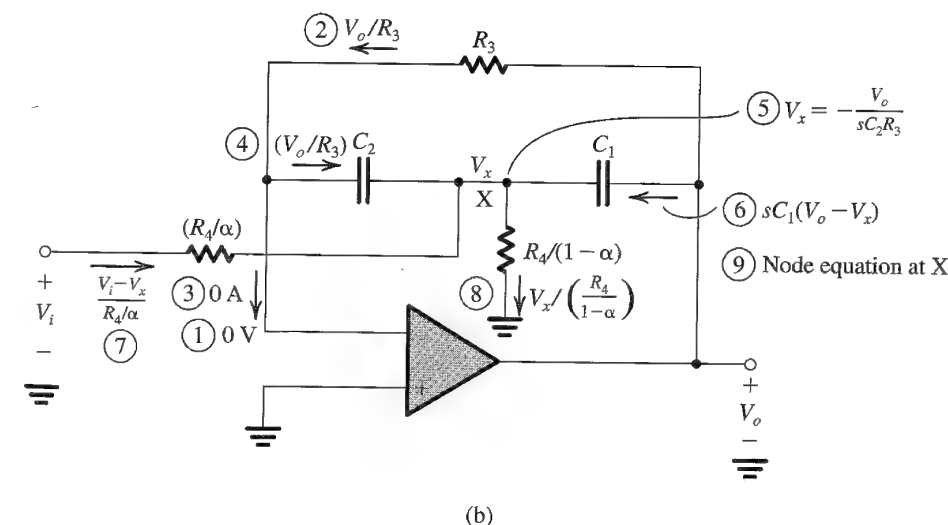 ② V_o/R_3
R_3
⑤ V_x = − V_o / sC_2R_3
④ (V_o/R_3) C_2
V_x
C_1
X
⑥ sC_1(V_o − V_x)
(R_4/α)
R_4/(1 − α)
⑨ Node equation at X
+
V_i
−
V_i − V_x / R_4/α
⑦
③ 0 A
① 0 V
⑧ V_x/(R_4 / 1 − α)
+
+
V_o
−
(b)